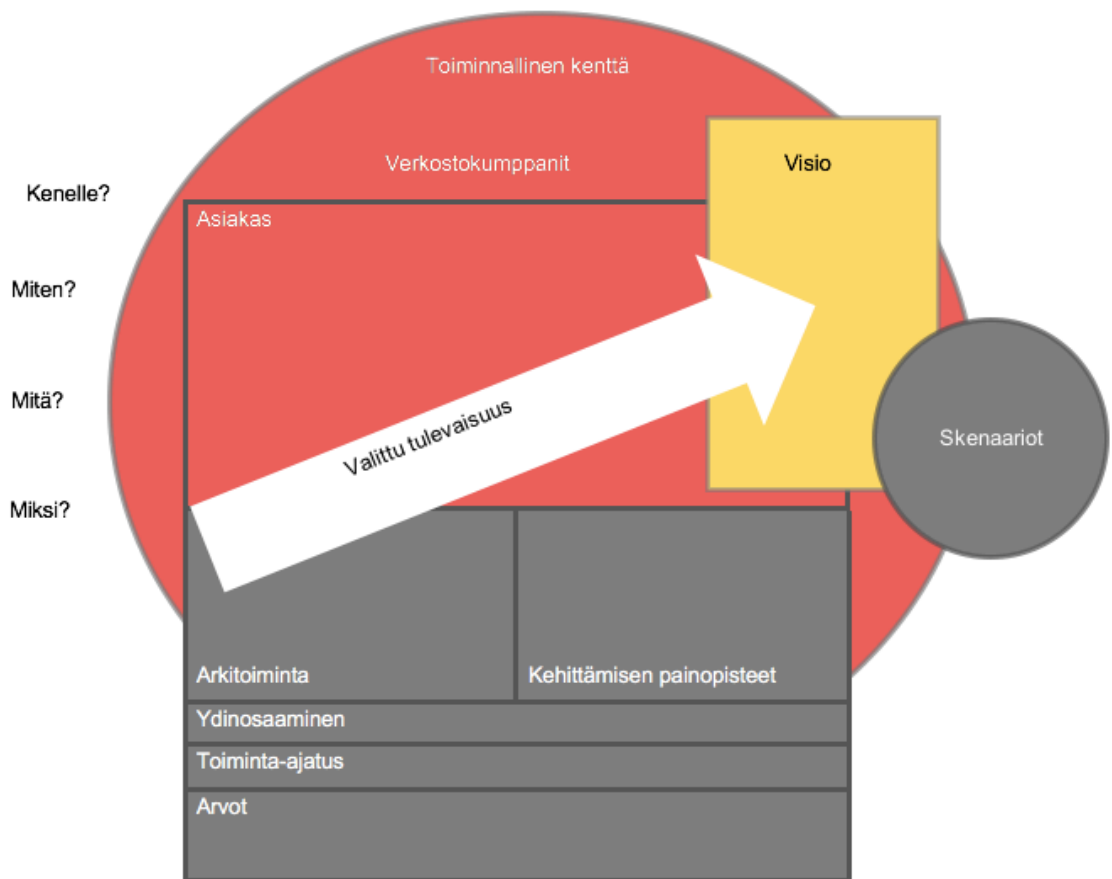 Toiminnallinen kenttä
Verkostokumppanit
Visio
Kenelle?
Asiakas
Miten?
Mitä?
Valittu tulevaisuus
Skenaariot
Miksi?
Arkitoiminta
Kehittämisen painopisteet
Ydinosaaminen
Toiminta-ajatus
Arvot